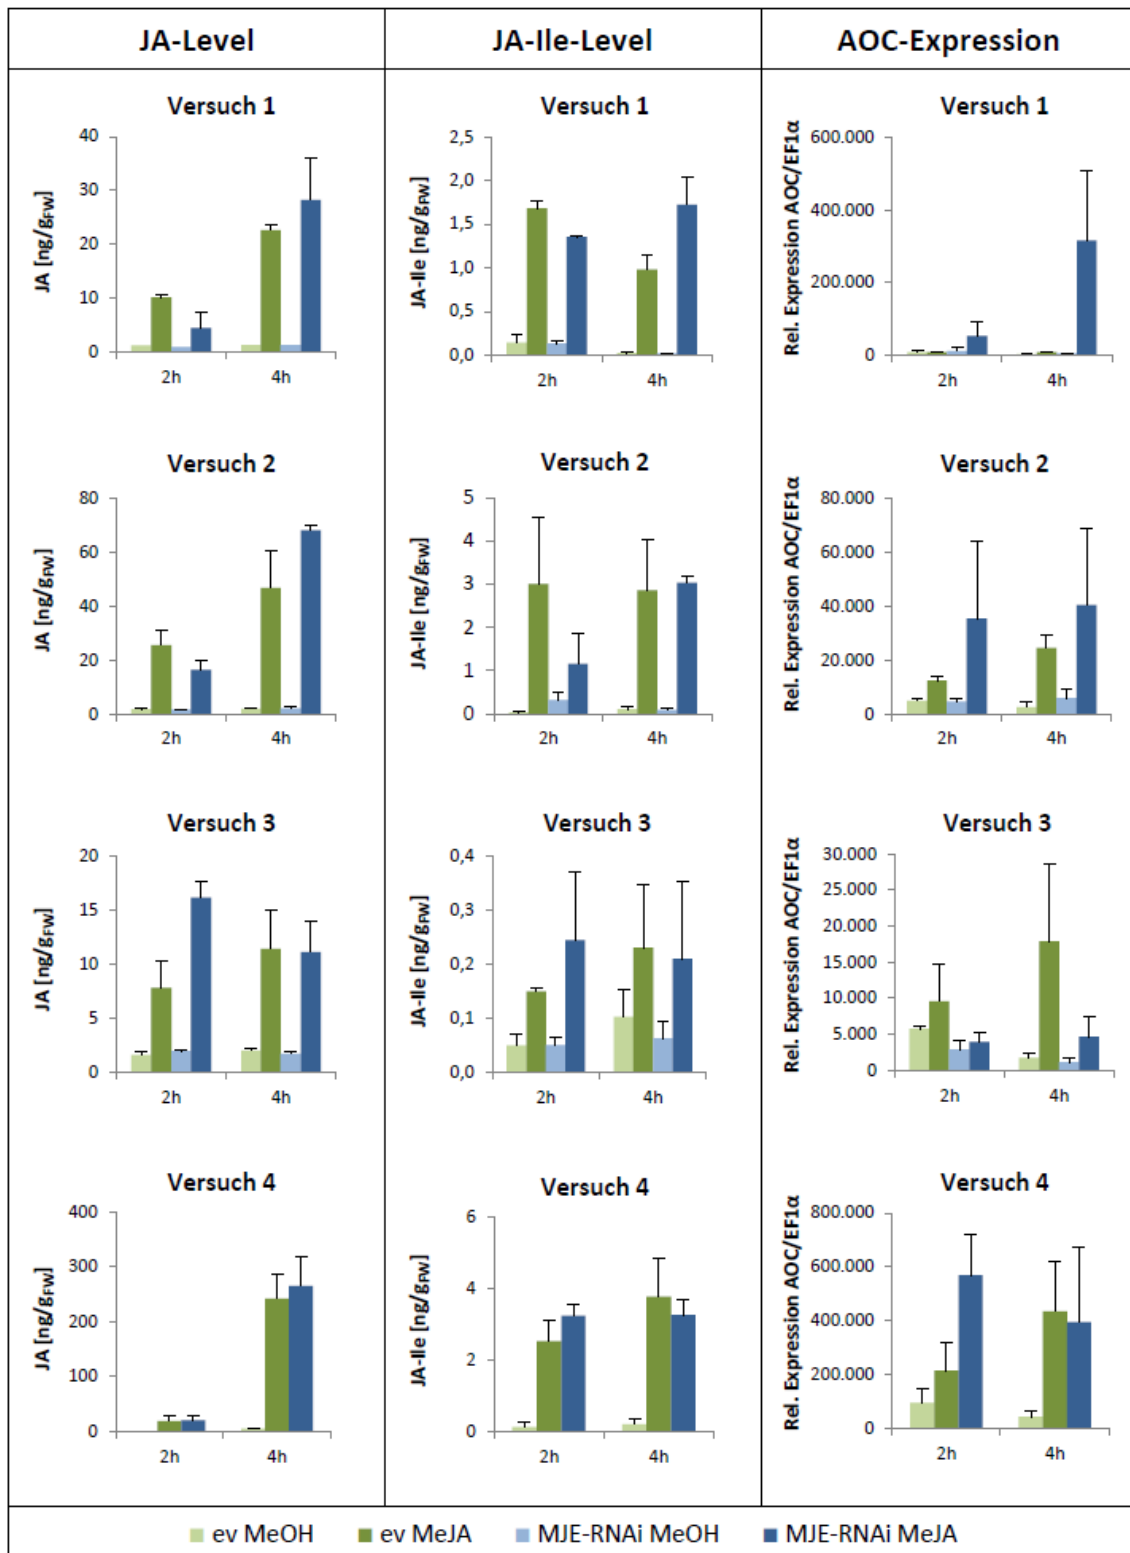 JA-Level
JA-Ile-Level
AOC-Expression
Versuch 1
JA [ng/gFW]
40
30
20
10
0
2h
4h
Versuch 1
JA-Ile [ng/gFW]
2,5
2,0
1,5
1,0
0,5
0,0
2h
4h
Versuch 1
Rel. Expression AOC/EF1α
600.000
400.000
200.000
0
2h
4h
Versuch 2
JA [ng/gFW]
80
60
40
20
0
2h
4h
Versuch 2
JA-Ile [ng/gFW]
5
4
3
2
1
0
2h
4h
Versuch 2
Rel. Expression AOC/EF1α
80.000
60.000
40.000
20.000
0
2h
4h
Versuch 3
JA [ng/gFW]
20
15
10
5
0
2h
4h
Versuch 3
JA-Ile [ng/gFW]
0,4
0,3
0,2
0,1
0,0
2h
4h
Versuch 3
Rel. Expression AOC/EF1α
30.000
25.000
20.000
15.000
10.000
5.000
0
2h
4h
Versuch 4
JA [ng/gFW]
400
300
200
100
0
2h
4h
Versuch 4
JA-Ile [ng/gFW]
6
4
2
0
2h
4h
Versuch 4
Rel. Expression AOC/EF1α
800.000
600.000
400.000
200.000
0
2h
4h
ev MeOH
ev MeJA
MJE-RNAi MeOH
MJE-RNAi MeJA